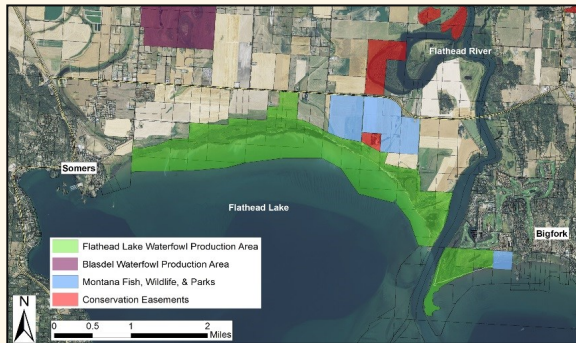 Flathead River
Somers
Flathead Lake
Bigfork
Flathead Lake Waterfowl Production Area
Blasdel Waterfowl Production Area
Montana Fish, Wildlife, & Parks
Conservation Easements
N
0 0.5 1 2
Miles